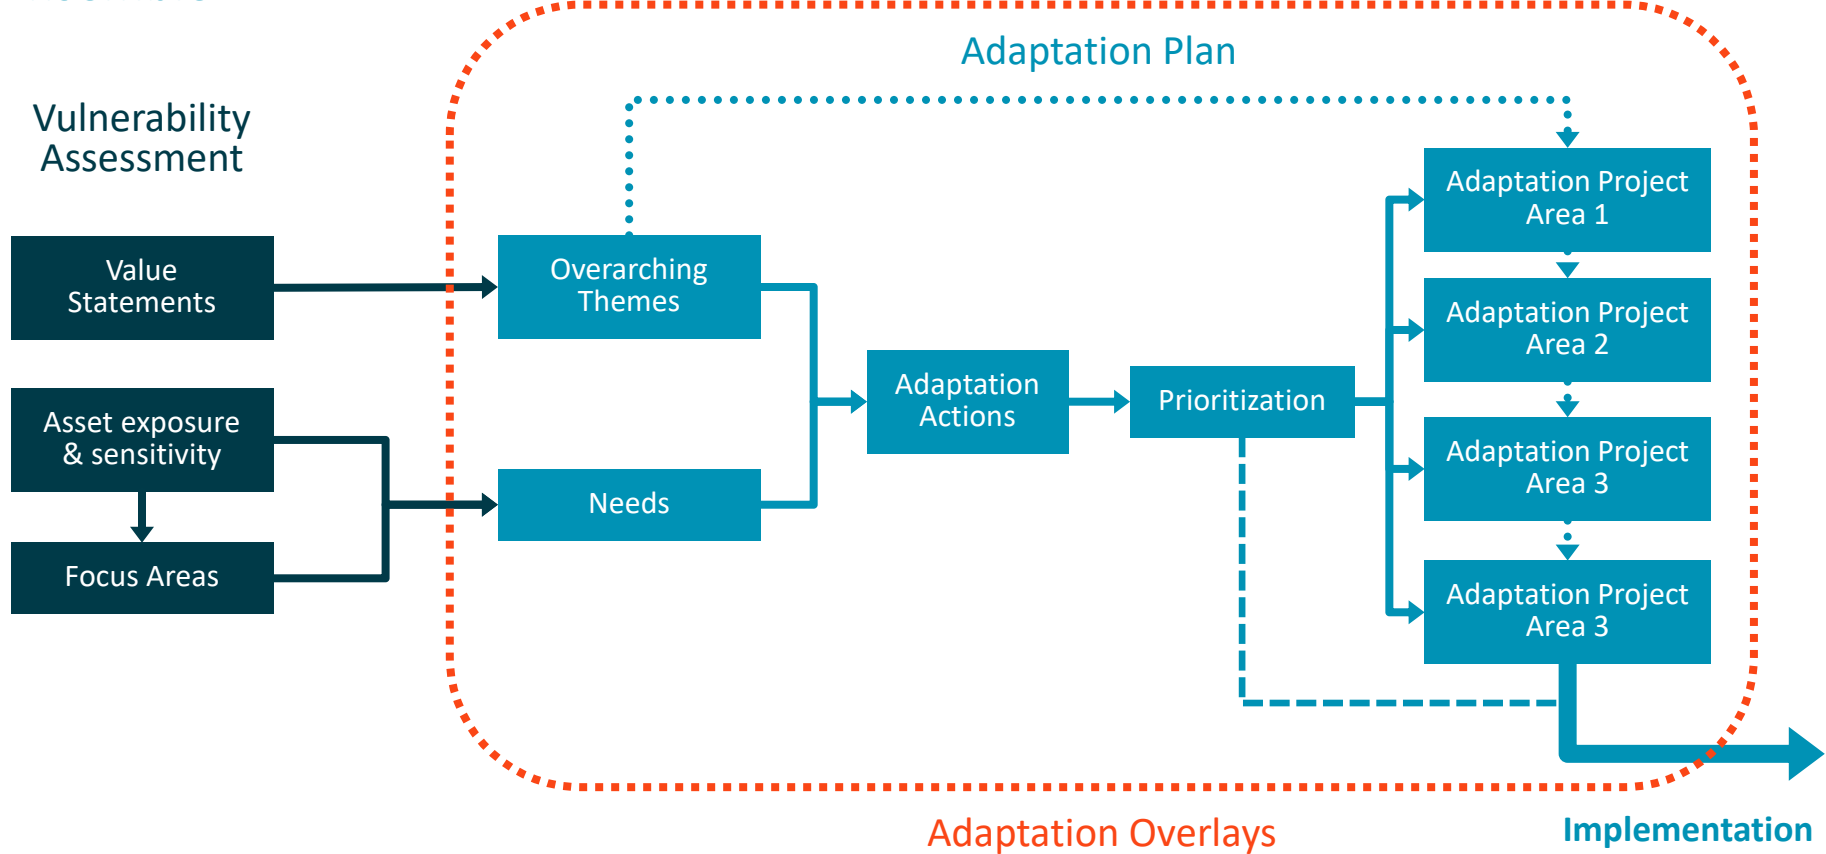 Adaptation Plan
Vulnerability
Assessment
Value
Statements
Asset exposure
& sensitivity
Focus Areas
Overarching
Themes
Needs
Adaptation
Actions
Prioritization
Adaptation Project
Area 1
Adaptation Project
Area 2
Adaptation Project
Area 3
Adaptation Project
Area 3
Adaptation Overlays
Implementation